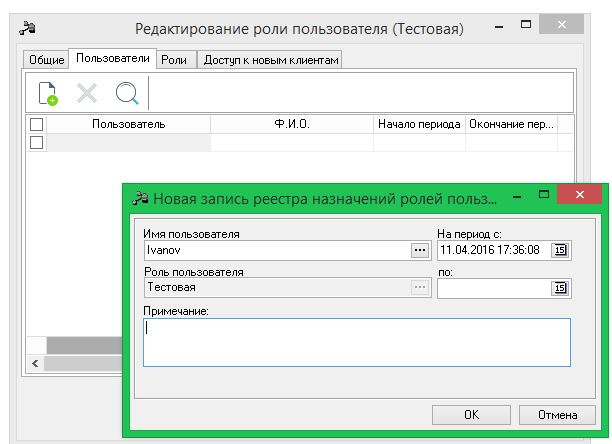 Редактирование роли пользователя (Тестовая)
Общие Пользователи Роли Доступ к новым клиентам
Пользователь Ф.И.О. Начало периода Окончание пер...
Новая запись реестра назначений ролей польз...
Имя пользователя На период с:
Ivanov ... 11.04.2016 17:36:08 15
Роль пользователя по:
Тестовая ... 15
Примечание:
OK Отмена